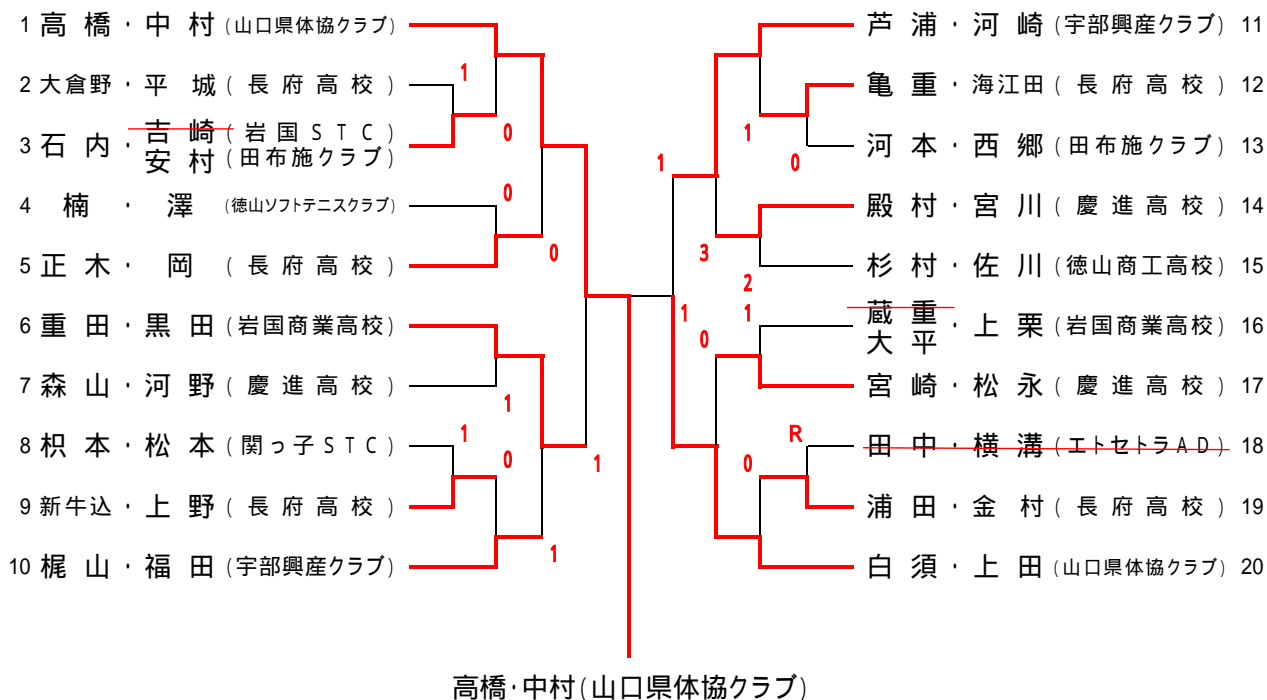 1 高橋・中村 (山口県体協クラブ)
2 大倉野・平城 (長府高校)
吉崎 (岩国STC)
3 石内・
安村 (田布施クラブ)
4 楠・澤 (徳山ソフトテニスクラブ)
5 正木・岡 (長府高校)
6 重田・黒田 (岩国商業高校)
7 森山・河野 (慶進高校)
8 枳本・松本 (関っ子STC)
9 新牛込・上野 (長府高校)
10 梶山・福田 (宇部興産クラブ)
1
0
0
0
1
1
0
1
1
芦浦・河崎 (宇部興産クラブ) 11
亀重・海江田 (長府高校) 12
河本・西郷 (田布施クラブ) 13
殿村・宮川 (慶進高校) 14
杉村・佐川 (徳山商工高校) 15
蔵重
・上栗 (岩国商業高校) 16
大平
宮崎・松永 (慶進高校) 17
田中・横溝 (エトセトラAD) 18
浦田・金村 (長府高校) 19
白須・上田 (山口県体協クラブ) 20
1
1
0
3
2
1
1
0
R
0
高橋・中村(山口県体協クラブ)